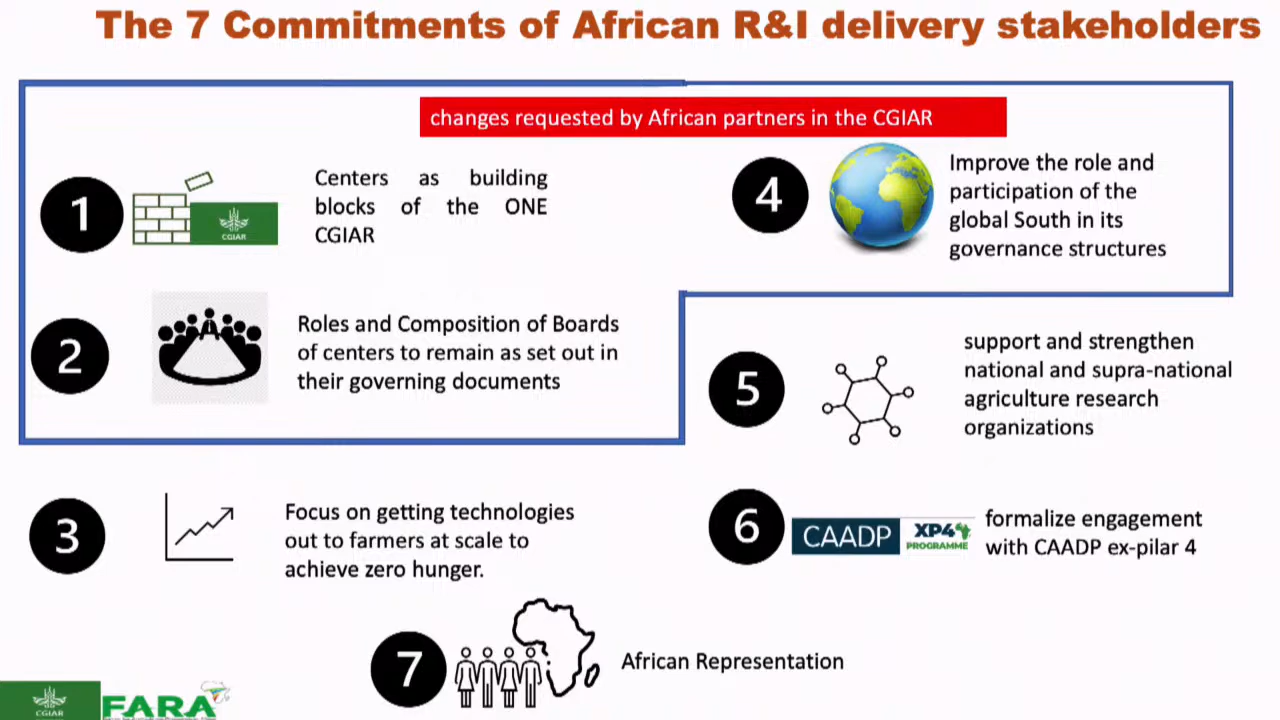 The 7 Commitments of African R&I delivery stakeholders
changes requested by African partners in the CGIAR
1
CGIAR
Centers as building
blocks of the ONE
CGIAR
4
Improve the role and
participation of the
global South in its
governance structures
2
Roles and Composition of Boards
of centers to remain as set out in
their governing documents
5
support and strengthen
national and supra-national
agriculture research
organizations
3
Focus on getting technologies
out to farmers at scale to
achieve zero hunger.
6
CAADP
XP4
PROGRAMME
formalize engagement
with CAADP ex-pilar 4
7
African Representation
CGIAR
FARA